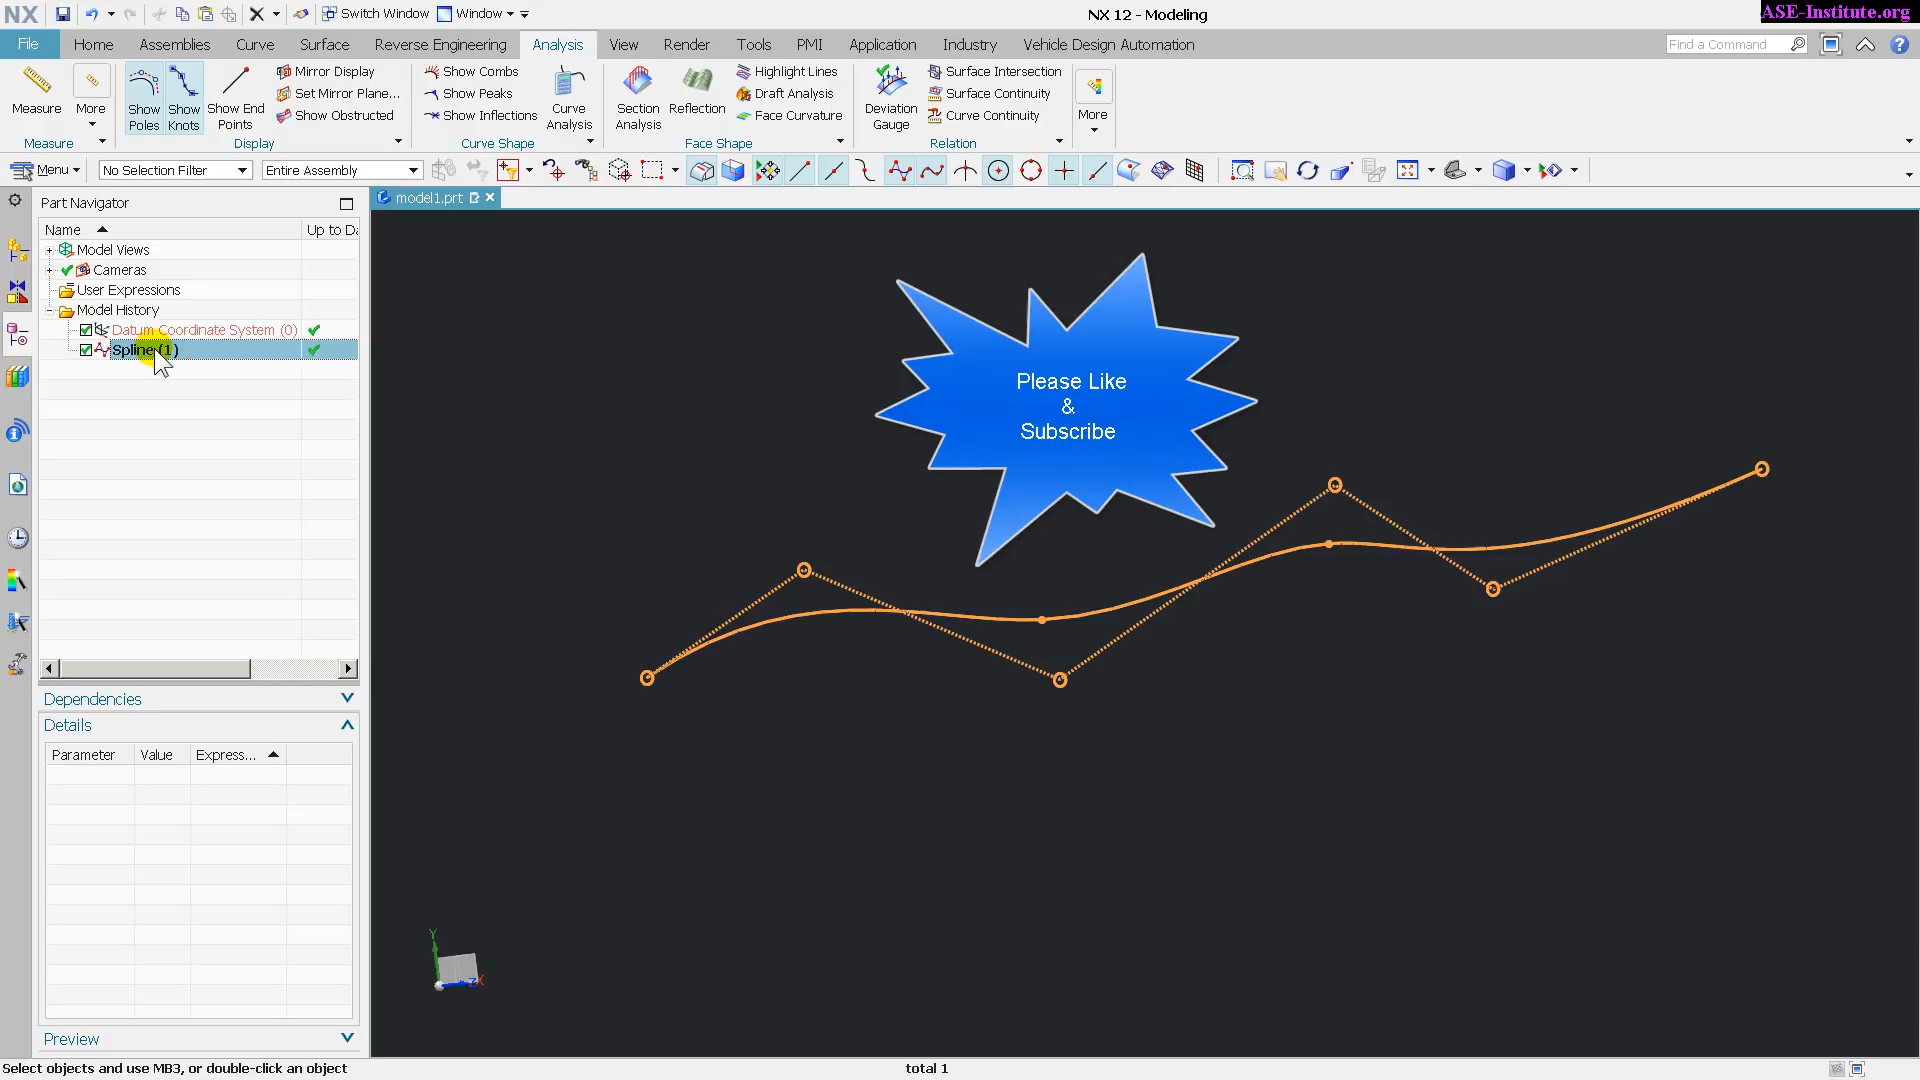 NX
Switch Window
Window
NX 12 - Modeling
ASE-Institute.org
File
Home
Assemblies
Curve
Surface
Reverse Engineering
Analysis
View
Render
Tools
PMI
Application
Industry
Vehicle Design Automation
Find a Command
Measure
More
Show Poles
Show Knots
Show End Points
Mirror Display
Set Mirror Plane...
Show Obstructed
Show Combs
Show Peaks
Show Inflections
Curve Analysis
Section Analysis
Reflection
Highlight Lines
Draft Analysis
Face Curvature
Deviation Gauge
Surface Intersection
Surface Continuity
Curve Continuity
More
Measure
Display
Curve Shape
Face Shape
Relation
Menu
No Selection Filter
Entire Assembly
Part Navigator
model1.prt
Name
Up to Da
Model Views
Cameras
User Expressions
Model History
Datum Coordinate System (0)
Spline (1)
Please Like
&
Subscribe
Dependencies
Details
Parameter
Value
Express...
Y
Z
X
Preview
Select objects and use MB3, or double-click an object
total 1